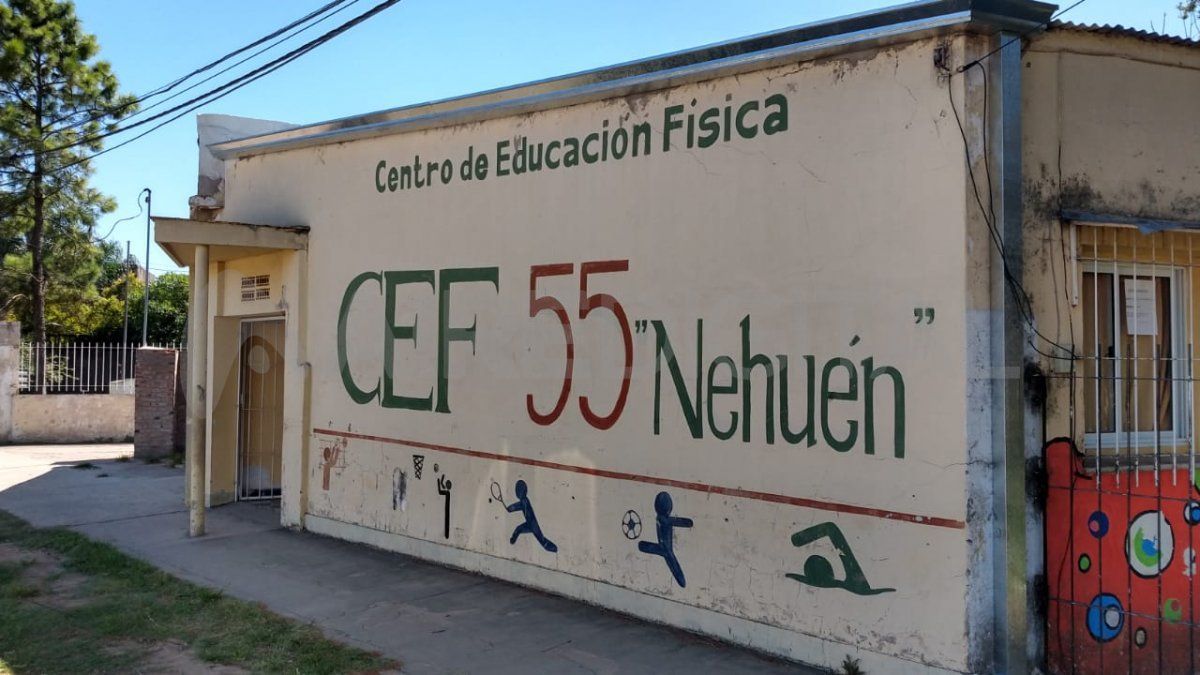 Centro de Educación Física
CEF 55 "Nehuén"